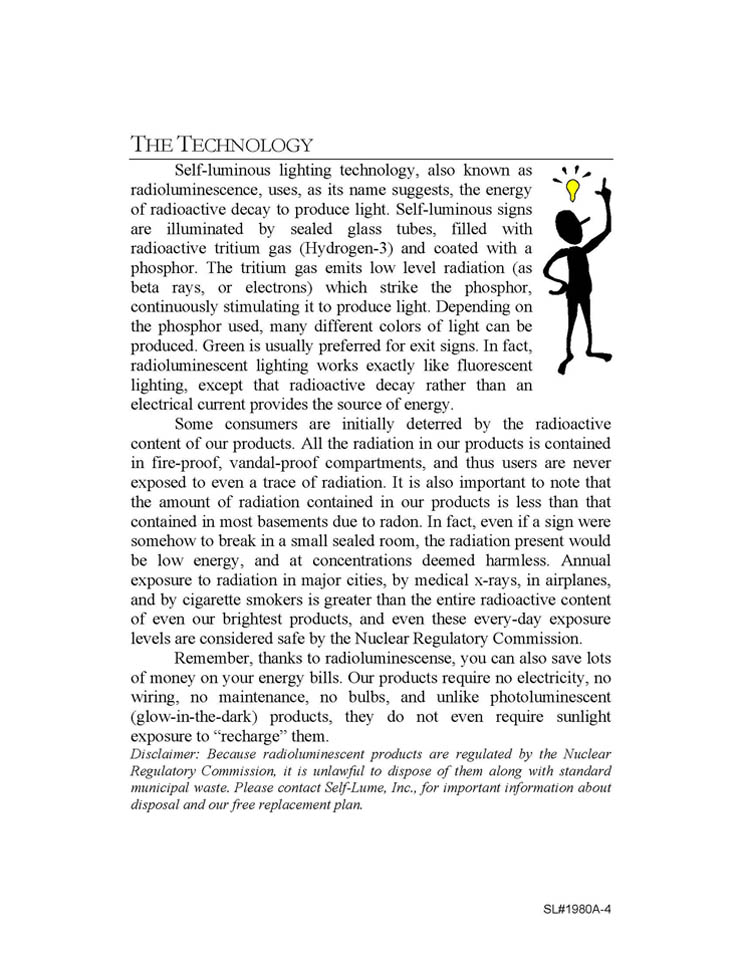 THE TECHNOLOGY
Self-luminous lighting technology, also known as
radioluminescence, uses, as its name suggests, the energy
of radioactive decay to produce light. Self-luminous signs
are illuminated by sealed glass tubes, filled with
radioactive tritium gas (Hydrogen-3) and coated with a
phosphor. The tritium gas emits low level radiation (as
beta rays, or electrons) which strike the phosphor,
continuously stimulating it to produce light. Depending on
the phosphor used, many different colors of light can be
produced. Green is usually preferred for exit signs. In fact,
radioluminescent lighting works exactly like fluorescent
lighting, except that radioactive decay rather than an
electrical current provides the source of energy.
Some consumers are initially deterred by the radioactive
content of our products. All the radiation in our products is contained
in fire-proof, vandal-proof compartments, and thus users are never
exposed to even a trace of radiation. It is also important to note that
the amount of radiation contained in our products is less than that
contained in most basements due to radon. In fact, even if a sign were
somehow to break in a small sealed room, the radiation present would
be low energy, and at concentrations deemed harmless. Annual
exposure to radiation in major cities, by medical x-rays, in airplanes,
and by cigarette smokers is greater than the entire radioactive content
of even our brightest products, and even these every-day exposure
levels are considered safe by the Nuclear Regulatory Commission.
Remember, thanks to radioluminescense, you can also save lots
of money on your energy bills. Our products require no electricity, no
wiring, no maintenance, no bulbs, and unlike photoluminescent
(glow-in-the-dark) products, they do not even require sunlight
exposure to “recharge” them.
Disclaimer: Because radioluminescent products are regulated by the Nuclear
Regulatory Commission, it is unlawful to dispose of them along with standard
municipal waste. Please contact Self-Lume, Inc., for important information about
disposal and our free replacement plan.
SL#1980A-4